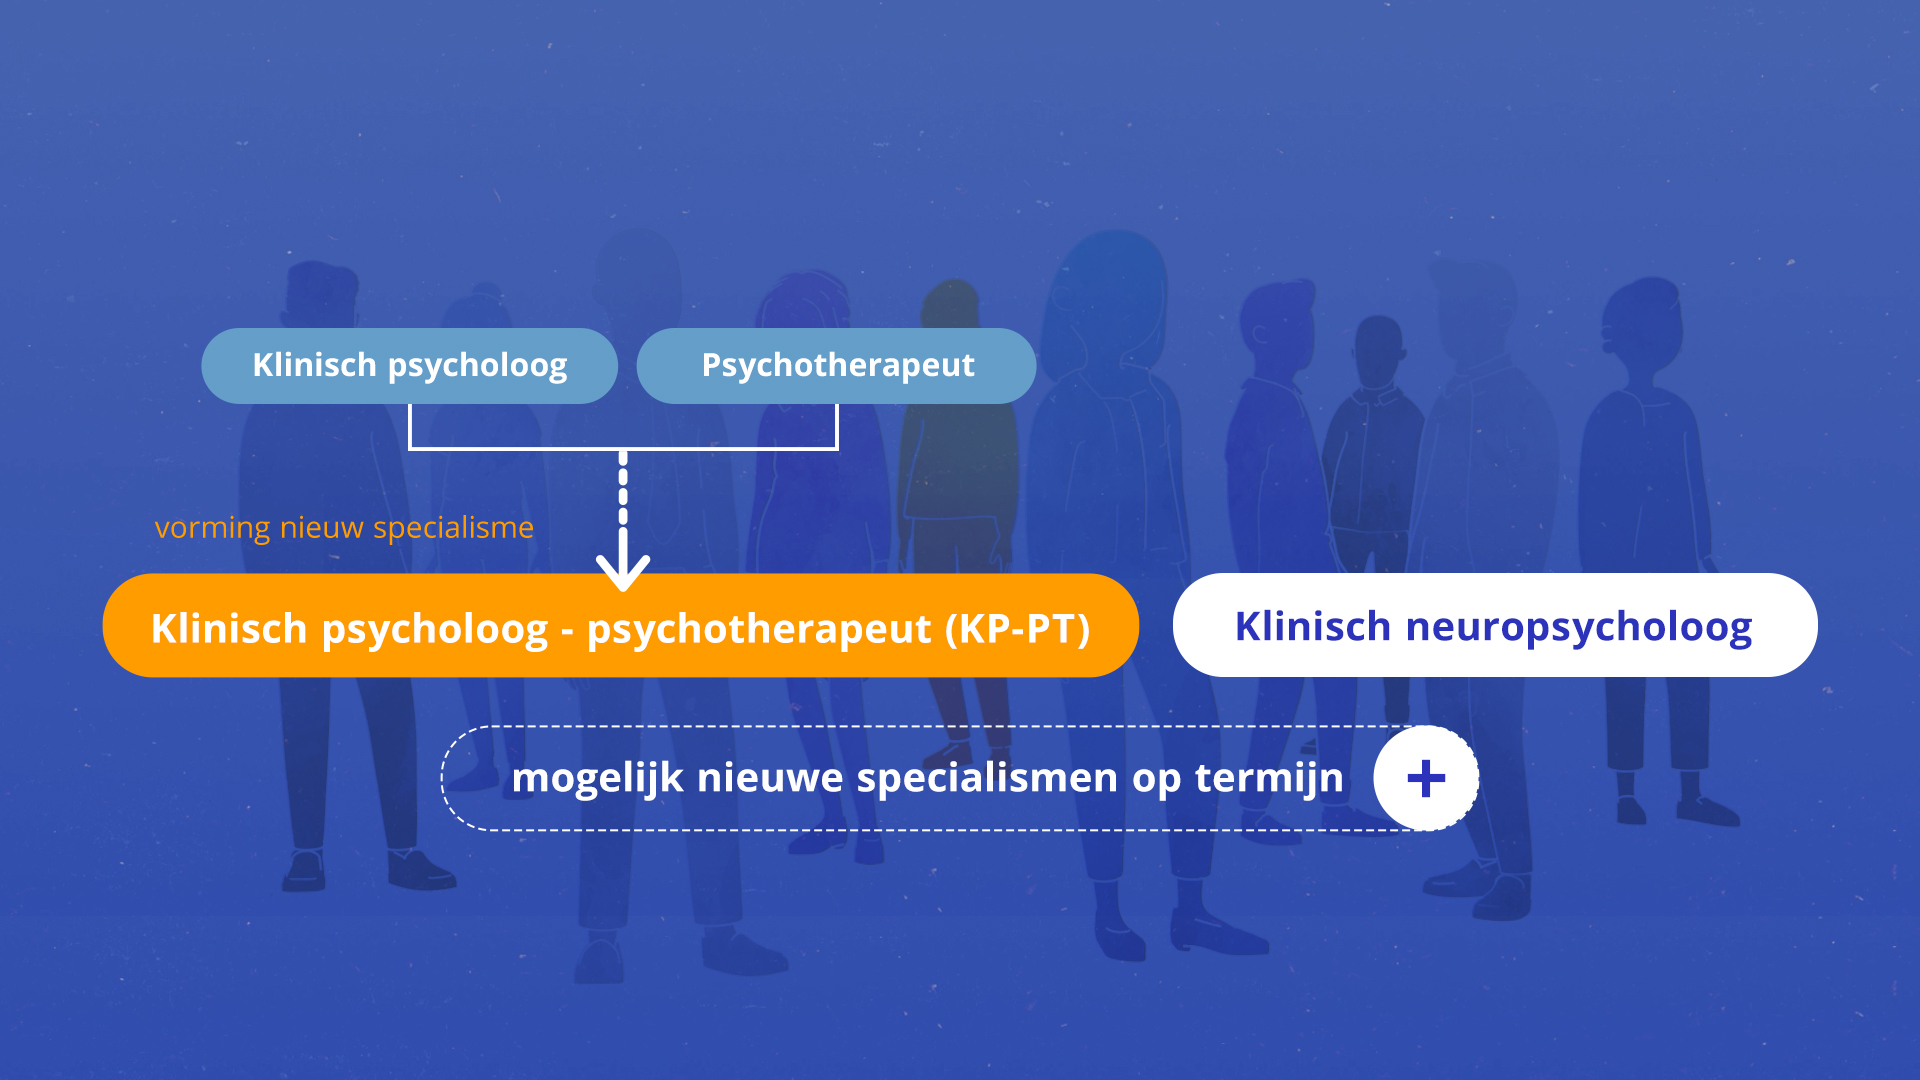 Klinisch psycholoog
Psychotherapeut
vorming nieuw specialisme
Klinisch psycholoog - psychotherapeut (KP-PT)
Klinisch neuropsycholoog
mogelijk nieuwe specialismen op termijn +